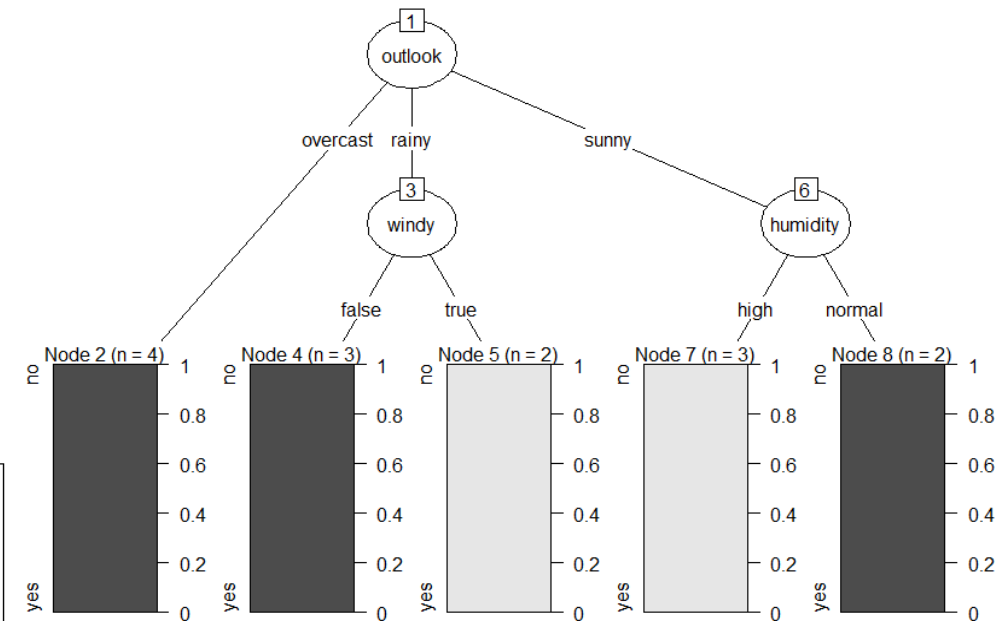 1
outlook
overcast rainy sunny
3 6
windy humidity
false true high normal
Node 2 (n = 4) Node 4 (n = 3) Node 5 (n = 2) Node 7 (n = 3) Node 8 (n = 2)
no 1 no 1 no 1 no 1 no 1
0.8 0.8 0.8 0.8 0.8
0.6 0.6 0.6 0.6 0.6
0.4 0.4 0.4 0.4 0.4
0.2 0.2 0.2 0.2 0.2
yes 0 yes 0 yes 0 yes 0 yes 0